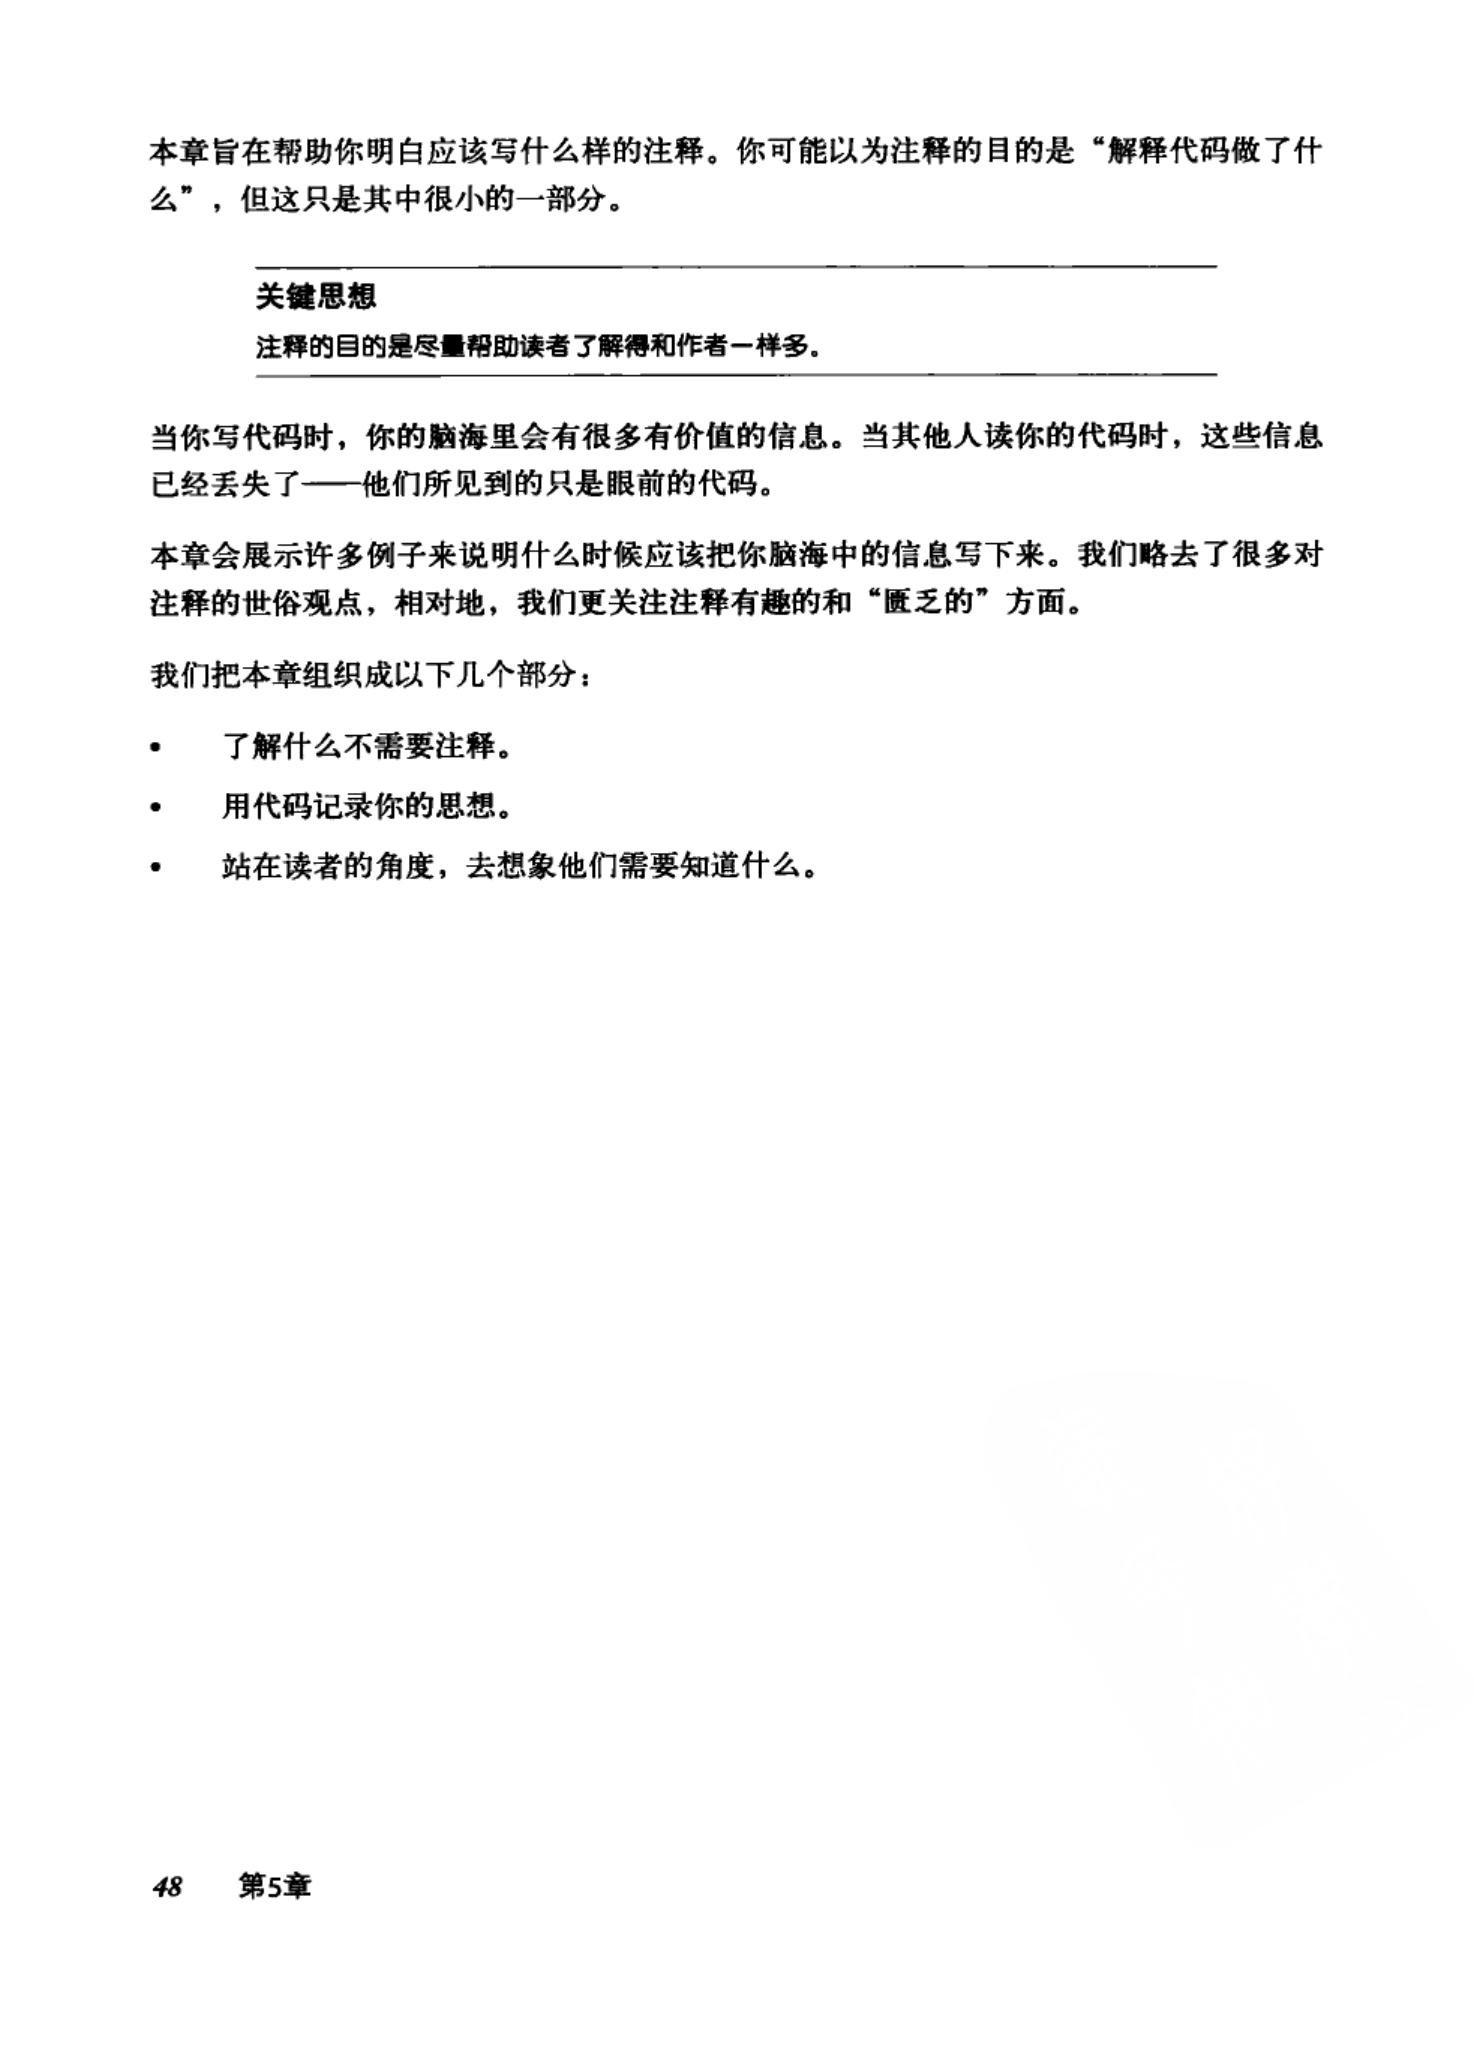 本章旨在帮助你明白应该写什么样的注释。你可能以为注释的目的是“解释代码做了什
么”，但这只是其中很小的一部分。
关键思想
注释的目的是尽量帮助读者了解得和作者一样多。
当你写代码时，你的脑海里会有很多有价值的信息。当其他人读你的代码时，这些信息
已经丢失了——他们所见到的只是眼前的代码。
本章会展示许多例子来说明什么时候应该把你脑海中的信息写下来。我们略去了很多对
注释的世俗观点，相对地，我们更关注注释有趣的和“匮乏的”方面。
我们把本章组织成以下几个部分：
• 了解什么不需要注释。
• 用代码记录你的思想。
• 站在读者的角度，去想象他们需要知道什么。
48 第5章